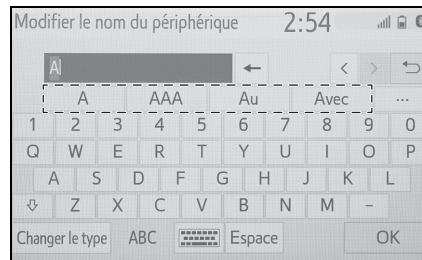 Modifier le nom du périphérique 2:54
A
A AAA Au Avec ...
1 2 3 4 5 6 7 8 9 0
Q W E R T Y U I O P
A S D F G H J K L
Z X C V B N M -
Changer le type ABC Espace OK